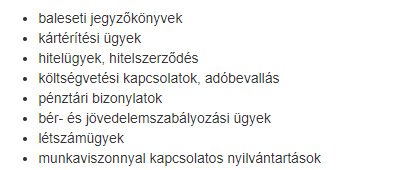 • baleseti jegyzőkönyvek
• kártérítési ügyek
• hitelügyek, hitelszerződés
• költségvetési kapcsolatok, adóbevallás
• pénztári bizonylatok
• bér- és jövedelemszabályozási ügyek
• létszámügyek
• munkaviszonnyal kapcsolatos nyilvántartások